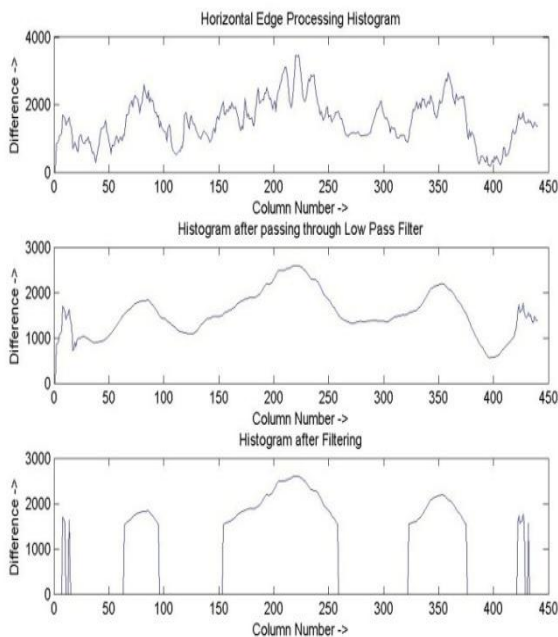 Horizontal Edge Processing Histogram
Difference ->
4000
3000
2000
1000
0
0 50 100 150 200 250 300 350 400 450
Column Number ->
Histogram after passing through Low Pass Filter
Difference ->
3000
2000
1000
0
0 50 100 150 200 250 300 350 400 450
Column Number ->
Histogram after Filtering
Difference ->
3000
2000
1000
0
0 50 100 150 200 250 300 350 400 450
Column Number ->